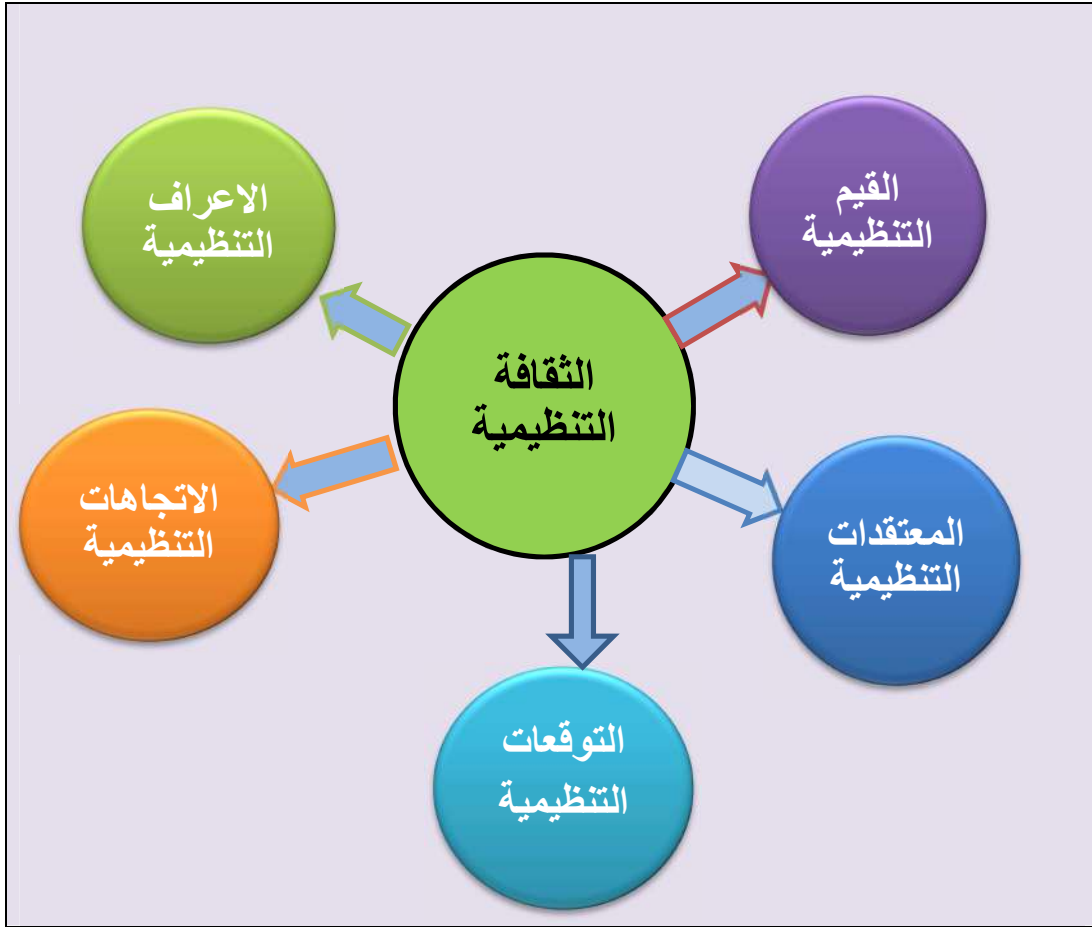 القيم
التنظيمية
الاعراف
التنظيمية
الثقافة
التنظيمية
الاتجاهات
التنظيمية
المعتقدات
التنظيمية
التوقعات
التنظيمية